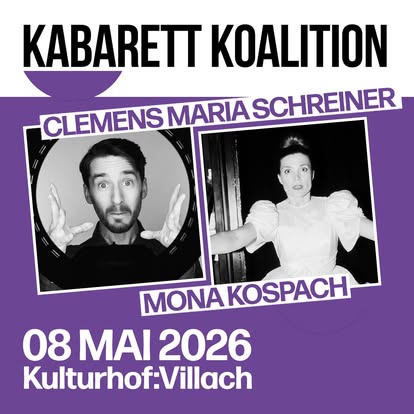 KABARETT KOALITION
CLEMENS MARIA SCHREINER
MONA KOSPACH
08 MAI 2026
Kulturhof:Villach